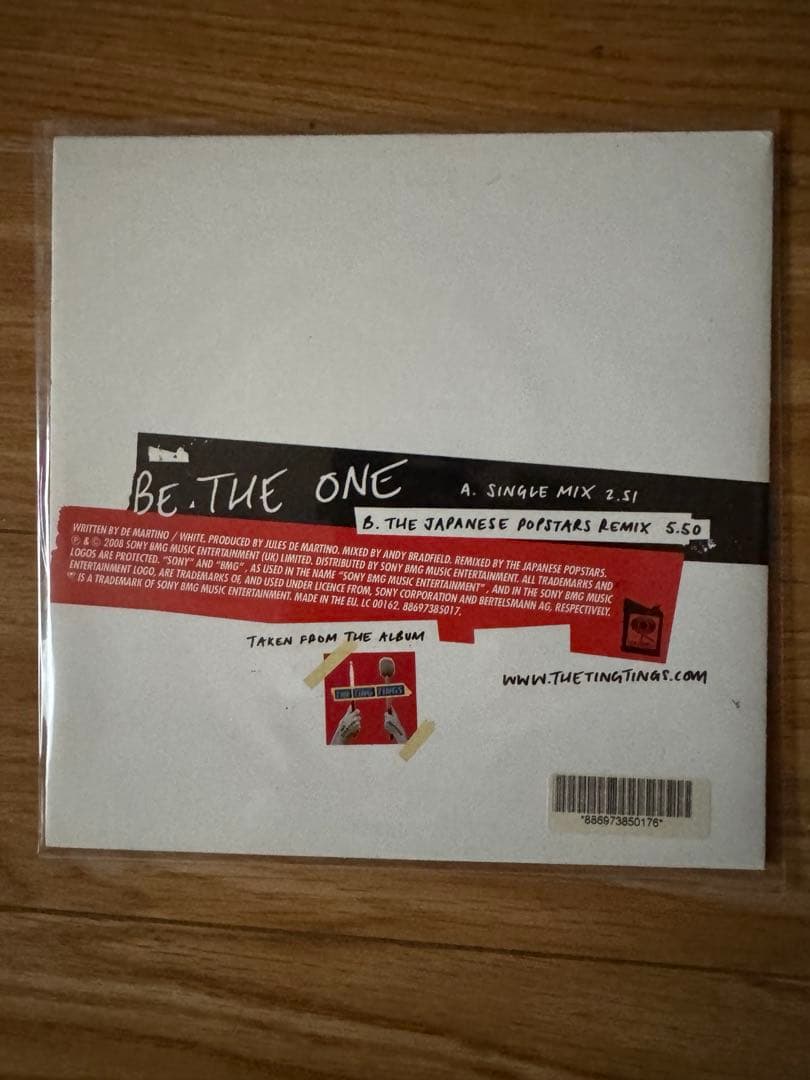 BE THE ONE
A. SINGLE MIX 2.51
B. THE JAPANESE POPSTARS REMIX 5.50
WRITTEN BY DE MARTINO / WHITE. PRODUCED BY JULES DE MARTINO. MIXED BY ANDY BRADFIELD. REMIXED BY THE JAPANESE POPSTARS.
℗ & © 2008 SONY BMG MUSIC ENTERTAINMENT (UK) LIMITED. DISTRIBUTED BY SONY BMG MUSIC ENTERTAINMENT. ALL TRADEMARKS AND
LOGOS ARE PROTECTED. "SONY" AND "BMG", AS USED IN THE NAME "SONY BMG MUSIC ENTERTAINMENT", AND IN THE SONY BMG MUSIC
ENTERTAINMENT LOGO, ARE TRADEMARKS OF, AND USED UNDER LICENCE FROM, SONY CORPORATION AND BERTELSMANN AG, RESPECTIVELY.
IS A TRADEMARK OF SONY BMG MUSIC ENTERTAINMENT. MADE IN THE EU. LC 00162. 88697385017.
TAKEN FROM THE ALBUM
THE TING TINGS
WWW.THETINGTINGS.COM
*886973850176*